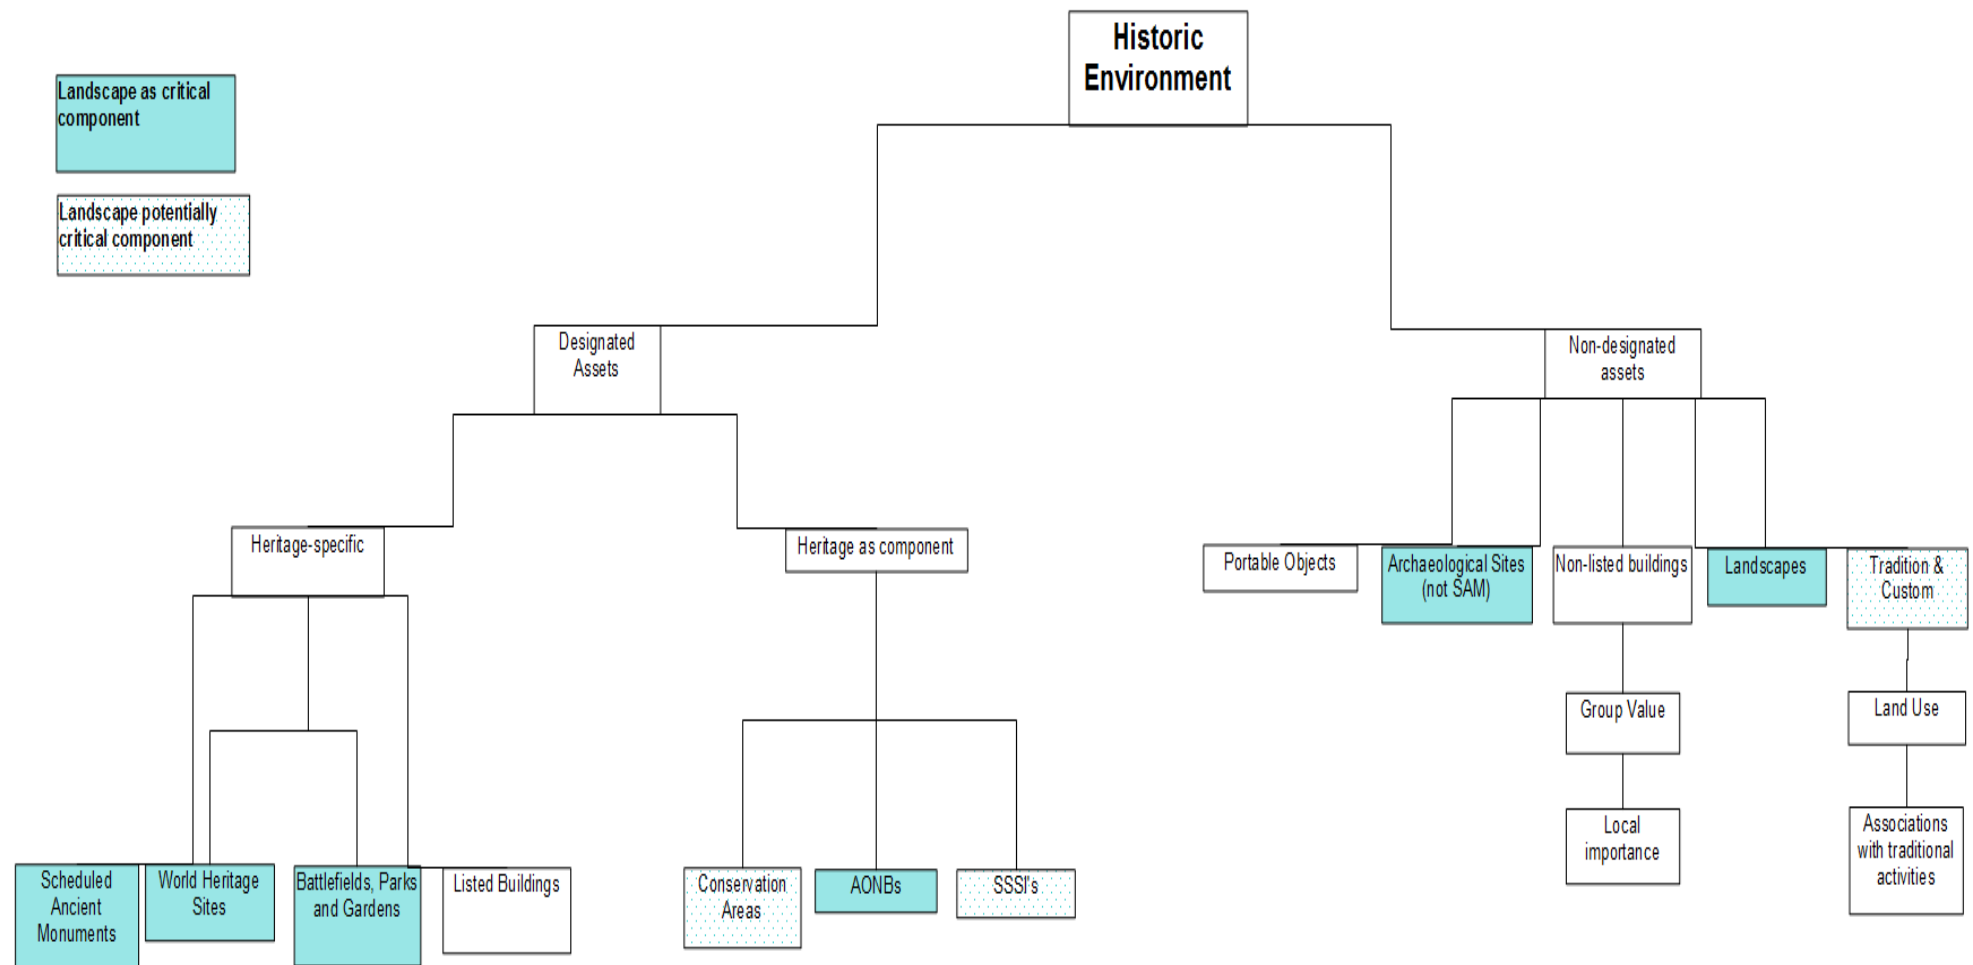 Historic
Environment
Landscape as critical
component
Landscape potentially
critical component
Designated
Assets
Non-designated
assets
Heritage-specific
Heritage as component
Portable Objects
Archaeological Sites
(not SAM)
Non-listed buildings
Landscapes
Tradition &
Custom
Group Value
Land Use
Local
importance
Associations
with traditional
activities
Scheduled
Ancient
Monuments
World Heritage
Sites
Battlefields, Parks
and Gardens
Listed Buildings
Conservation
Areas
AONBs
SSSI's